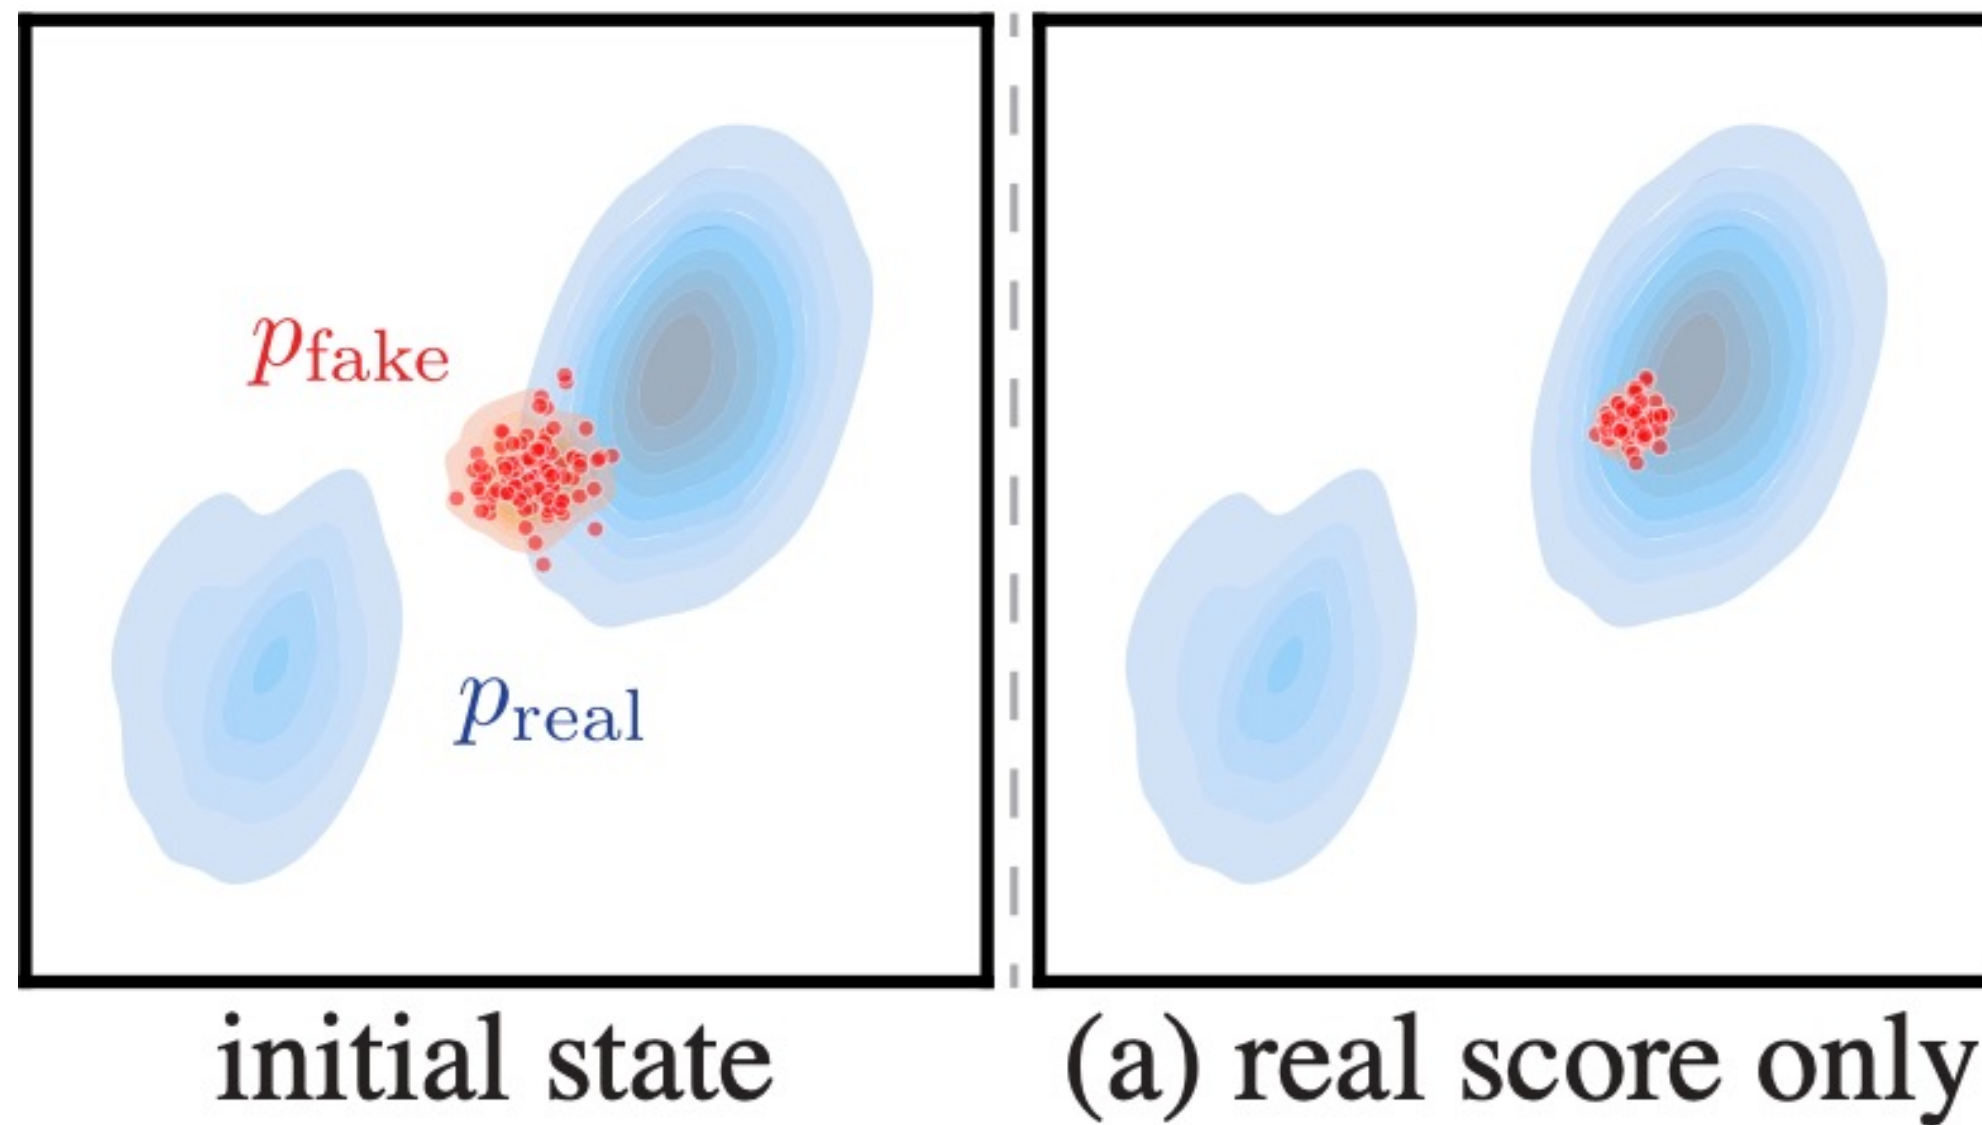 p_fake
p_real
initial state
(a) real score only